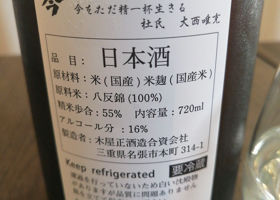 今をただ精一杯生きる
杜氏 大西唯克
品目：日本酒
原材料：米(国産)米麹(国産米)
原料米：八反錦(100%)
精米歩合：55% 内容量：720ml
アルコール分：16%
製造者：木屋正酒造合資会社
三重県名張市本町314-1
Keep refrigerated 要冷蔵